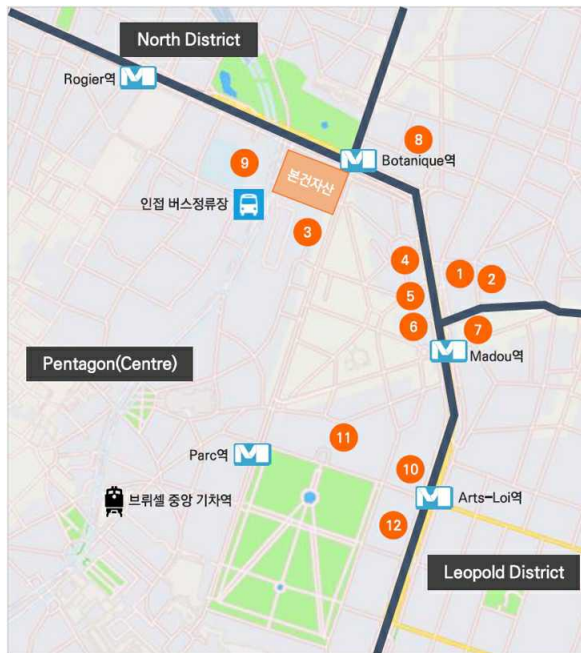 North District
Rogier역
8
Botanique역
9
본건자산
인접 버스정류장
3
4
1
2
5
6
7
Madou역
Pentagon(Centre)
11
Parc역
10
브뤼셀 중앙 기차역
Arts-Loi역
12
Leopold District